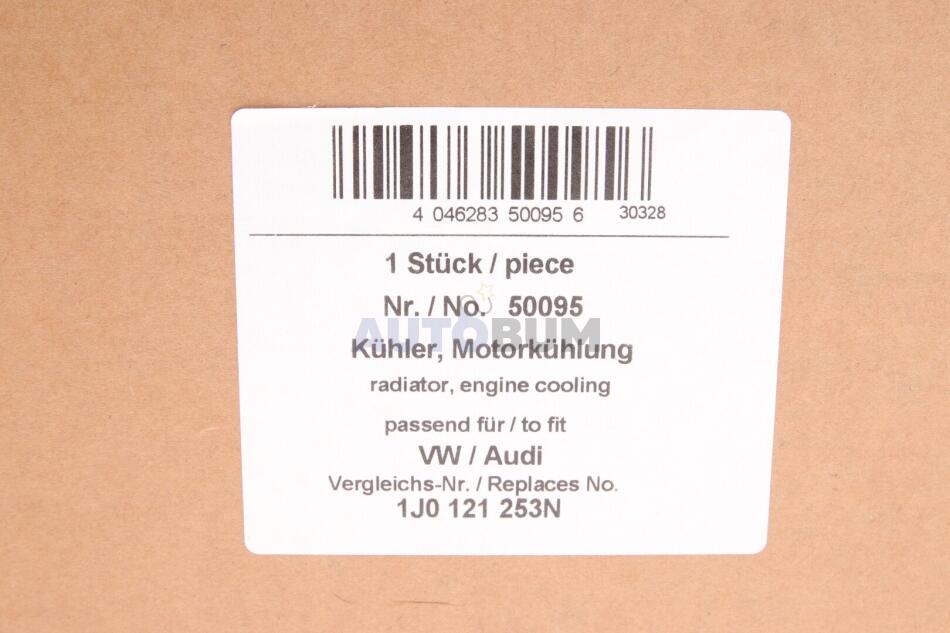 4 046283 50095 6 30328
1 Stück / piece
Nr. / No. 50095
AUTOBUM
Kühler, Motorkühlung
radiator, engine cooling
passend für / to fit
VW / Audi
Vergleichs-Nr. / Replaces No.
1J0 121 253N